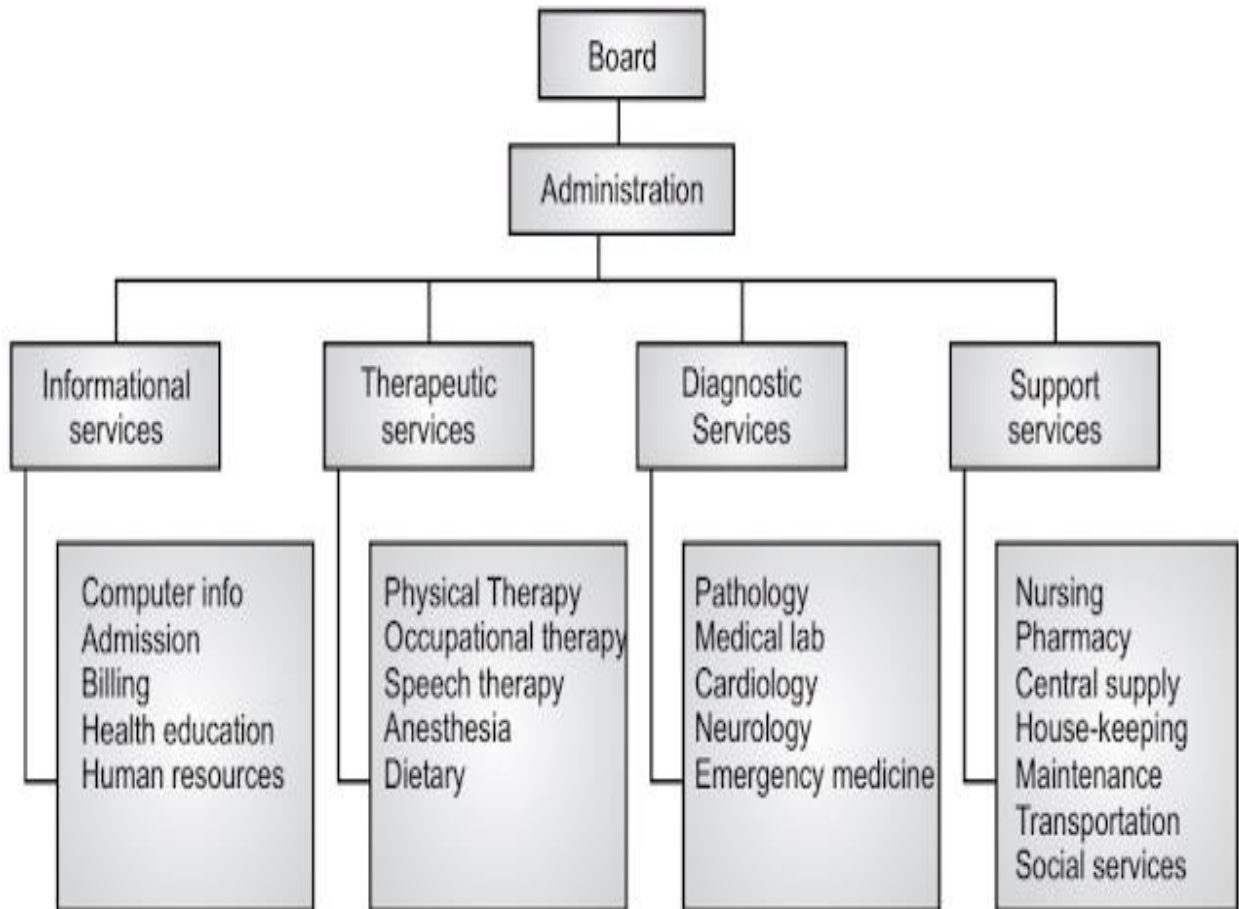 Board
Administration
Informational
services
Therapeutic
services
Diagnostic
Services
Support
services
Computer info
Admission
Billing
Health education
Human resources
Physical Therapy
Occupational therapy
Speech therapy
Anesthesia
Dietary
Pathology
Medical lab
Cardiology
Neurology
Emergency medicine
Nursing
Pharmacy
Central supply
House-keeping
Maintenance
Transportation
Social services